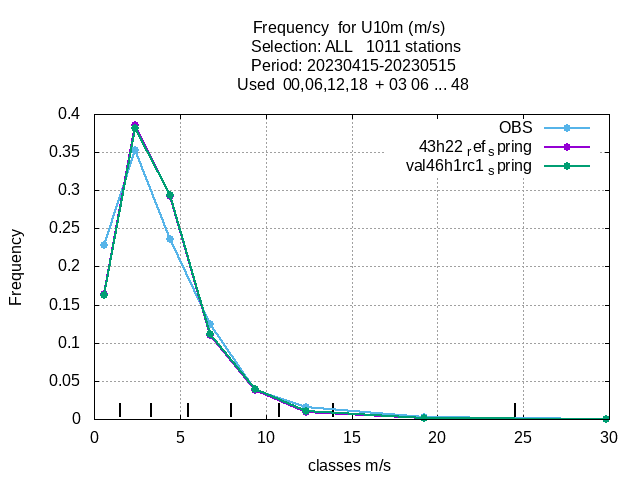 Frequency  for U10m (m/s)
Selection: ALL   1011 stations
Period: 20230415-20230515
Used  00,06,12,18  + 03 06 ... 48
OBS
43h22 ref spring
val46h1rc1 spring
Frequency
0.4
0.35
0.3
0.25
0.2
0.15
0.1
0.05
0
0 5 10 15 20 25 30
classes m/s